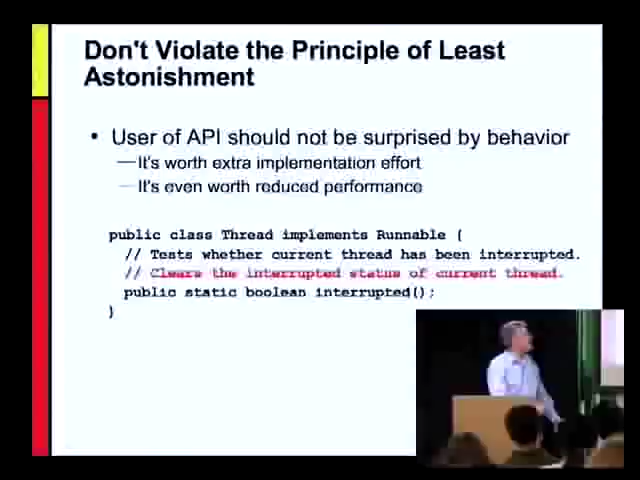 Don't Violate the Principle of Least
Astonishment
• User of API should not be surprised by behavior
—It's worth extra implementation effort
—It's even worth reduced performance
public class Thread implements Runnable {
// Tests whether current thread has been interrupted.
// Clears the interrupted status of current thread.
public static boolean interrupted();
}